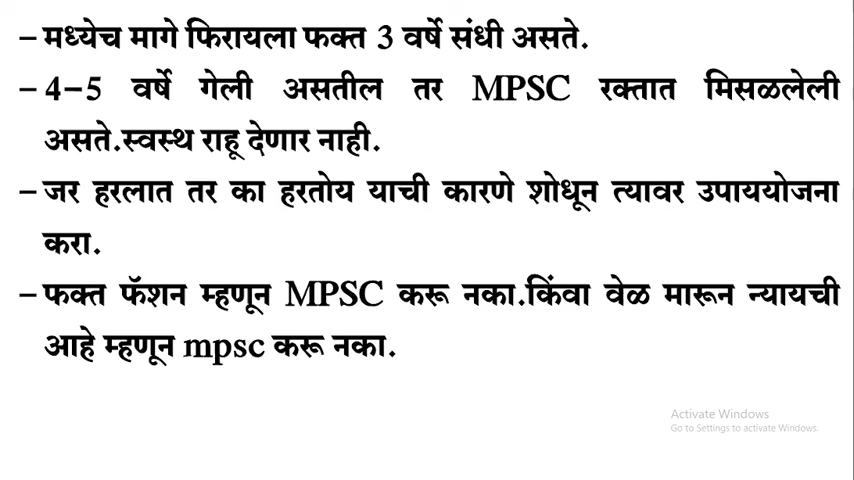 – मध्येच मागे फिरायला फक्त 3 वर्षे संधी असते.
– 4–5 वर्षे गेली असतील तर MPSC रक्तात मिसळलेली
असते.स्वस्थ राहू देणार नाही.
– जर हरलात तर का हरतोय याची कारणे शोधून त्यावर उपाययोजना
करा.
– फक्त फॅशन म्हणून MPSC करू नका.किंवा वेळ मारून न्यायची
आहे म्हणून mpsc करू नका.
Activate Windows
Go to Settings to activate Windows.